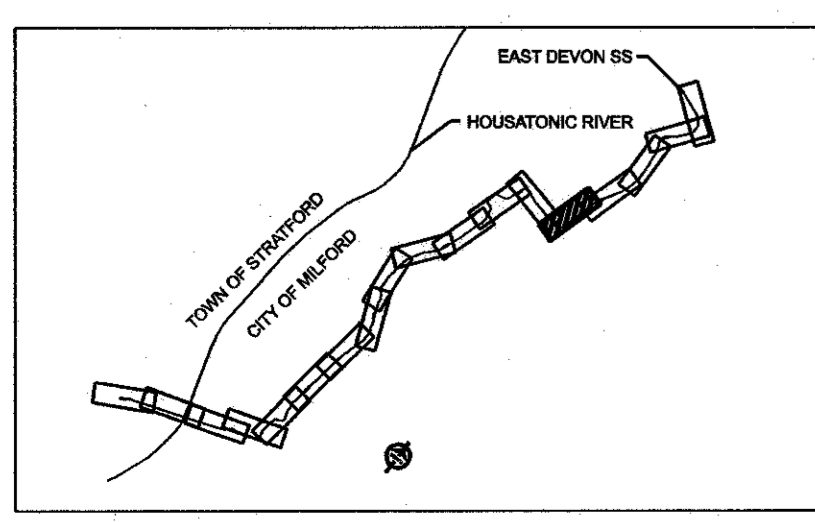 EAST DEVON SS
HOUSATONIC RIVER
TOWN OF STRATFORD
CITY OF MILFORD